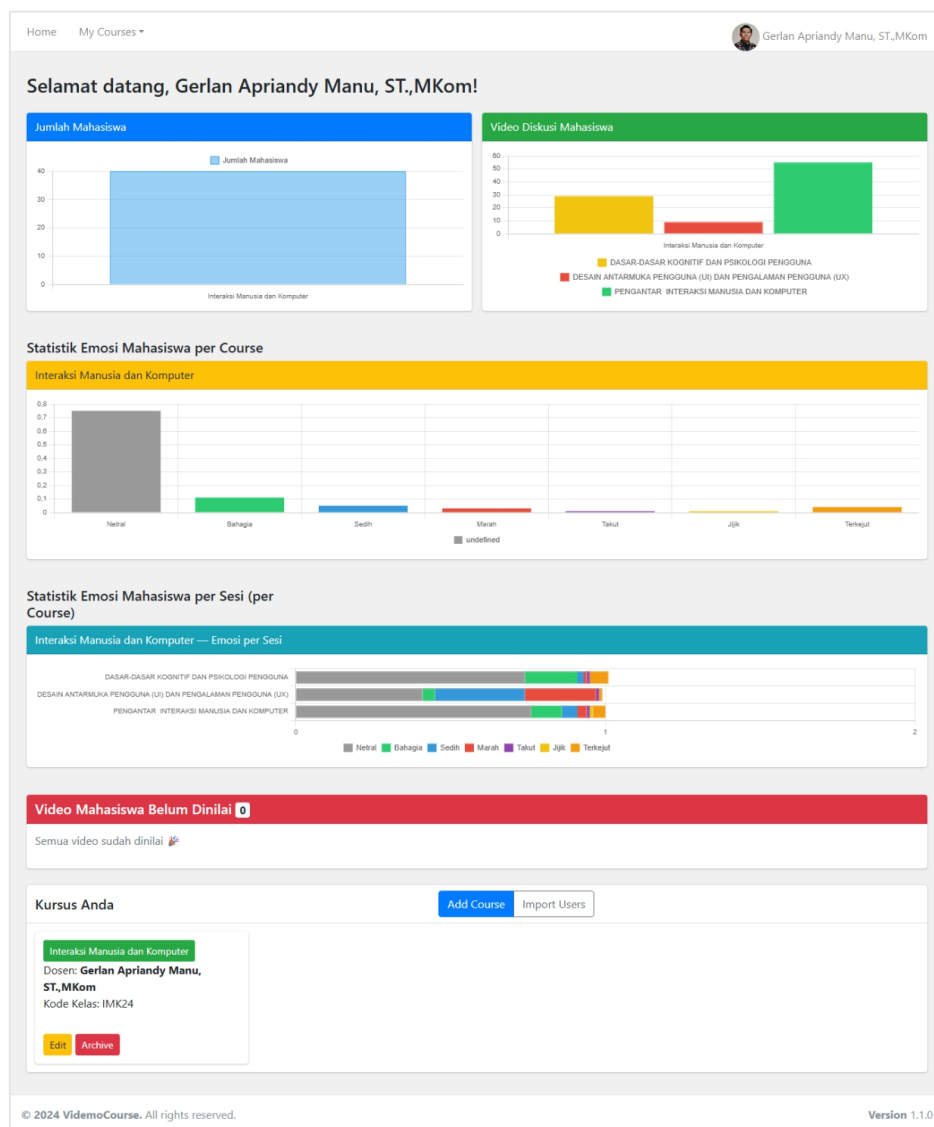 Home My Courses Gerlan Apriandy Manu, ST.,MKom
Selamat datang, Gerlan Apriandy Manu, ST.,MKom!
Jumlah Mahasiswa
Jumlah Mahasiswa
40
30
20
10
0
Interaksi Manusia dan Komputer
Video Diskusi Mahasiswa
60
50
40
30
20
10
0
Interaksi Manusia dan Komputer
DASAR-DASAR KOGNITIF DAN PSIKOLOGI PENGGUNA
DESAIN ANTARMUKA PENGGUNA (UI) DAN PENGALAMAN PENGGUNA (UX)
PENGANTAR INTERAKSI MANUSIA DAN KOMPUTER
Statistik Emosi Mahasiswa per Course
Interaksi Manusia dan Komputer
0,8
0,7
0,6
0,5
0,4
0,3
0,2
0,1
0
Netral Bahagia Sedih Marah Takut Jijik Terkejut
undefined
Statistik Emosi Mahasiswa per Sesi (per
Course)
Interaksi Manusia dan Komputer — Emosi per Sesi
DASAR-DASAR KOGNITIF DAN PSIKOLOGI PENGGUNA
DESAIN ANTARMUKA PENGGUNA (UI) DAN PENGALAMAN PENGGUNA (UX)
PENGANTAR INTERAKSI MANUSIA DAN KOMPUTER
0 1 2
Netral Bahagia Sedih Marah Takut Jijik Terkejut
Video Mahasiswa Belum Dinilai 0
Semua video sudah dinilai 🎉
Kursus Anda Add Course Import Users
Interaksi Manusia dan Komputer
Dosen: Gerlan Apriandy Manu,
ST.,MKom
Kode Kelas: IMK24
Edit Archive
© 2024 VidemoCourse. All rights reserved. Version 1.1.0